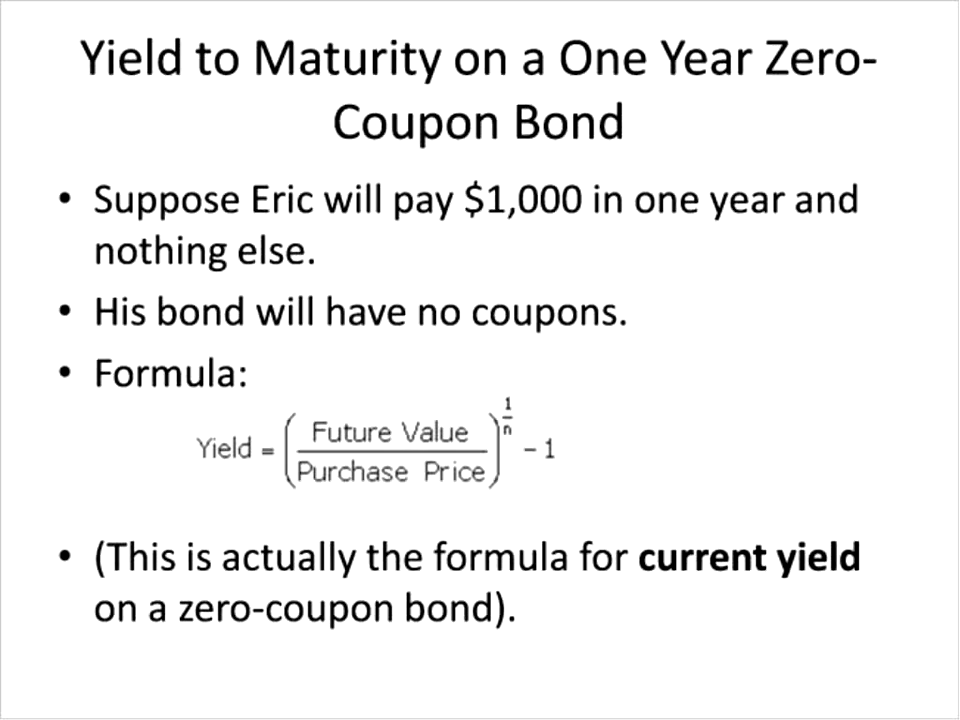 Yield to Maturity on a One Year Zero-
Coupon Bond
• Suppose Eric will pay $1,000 in one year and
nothing else.
• His bond will have no coupons.
• Formula:
Yield = (Future Value / Purchase Price)^(1/n) − 1
• (This is actually the formula for current yield
on a zero-coupon bond).